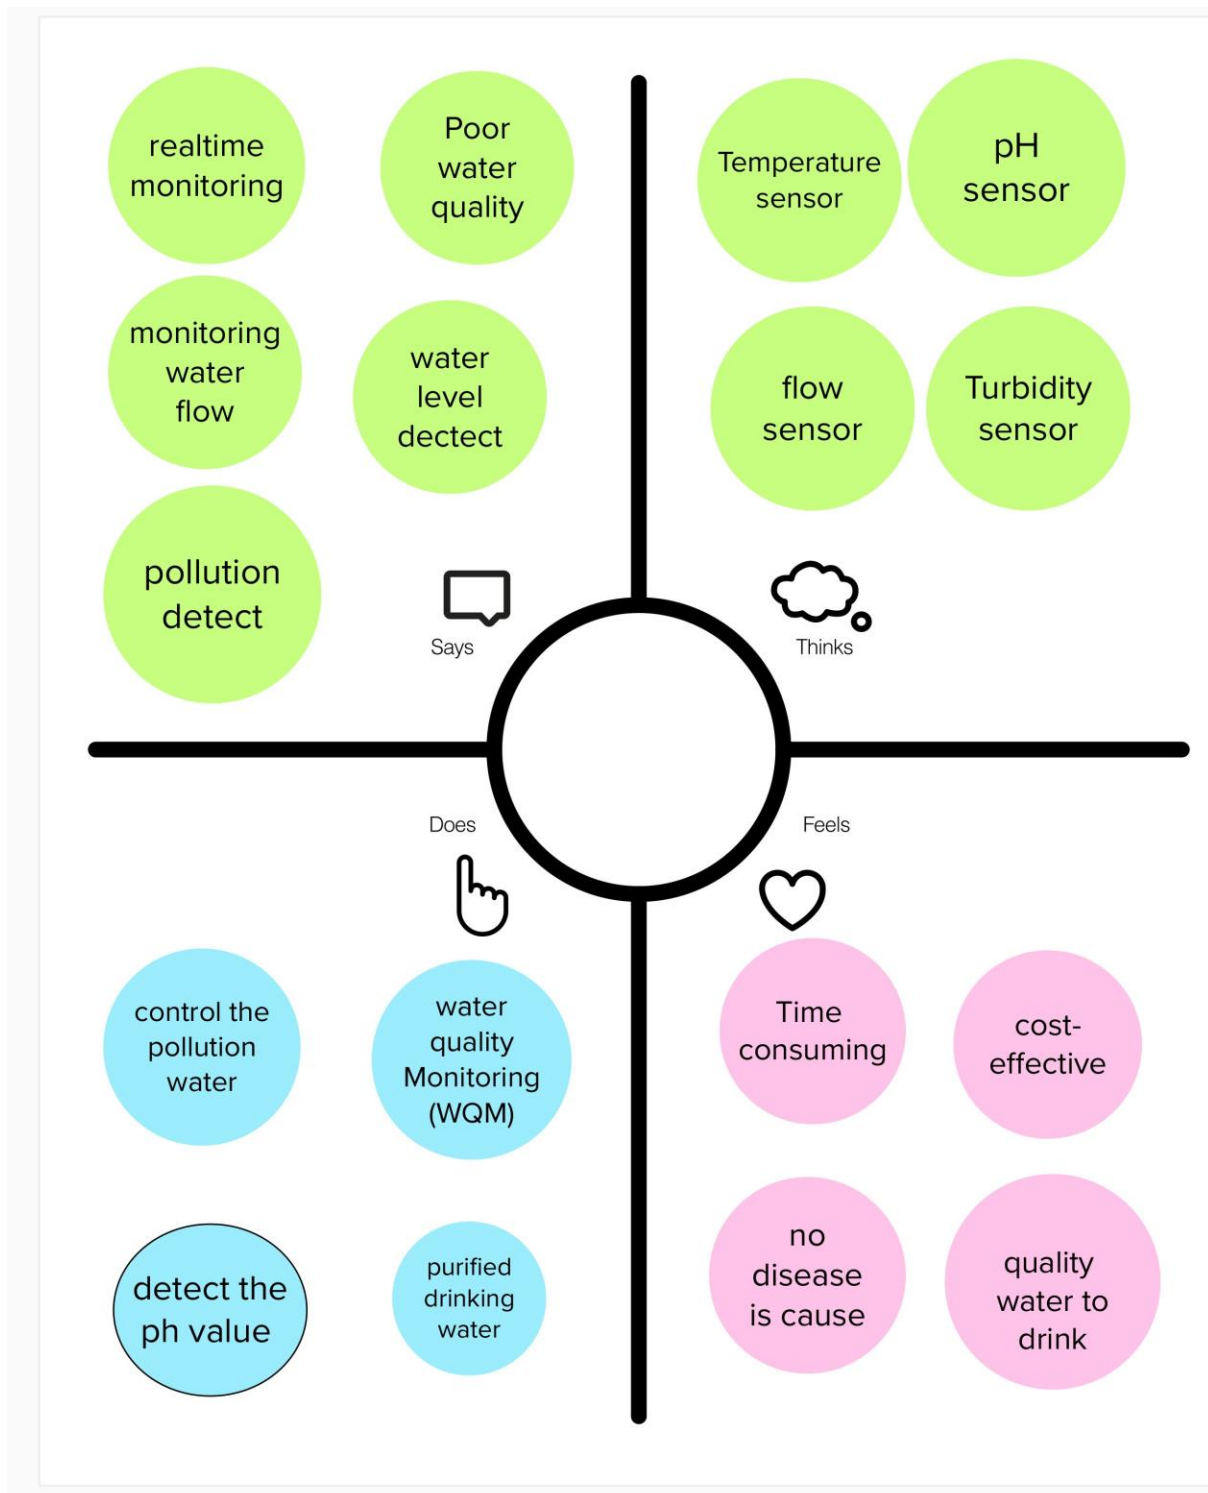 realtime
monitoring
Poor
water
quality
monitoring
water
flow
water
level
dectect
pollution
detect
Says
Temperature
sensor
pH
sensor
flow
sensor
Turbidity
sensor
Thinks
Does
control the
pollution
water
water
quality
Monitoring
(WQM)
detect the
ph value
purified
drinking
water
Feels
Time
consuming
cost-
effective
no
disease
is cause
quality
water to
drink